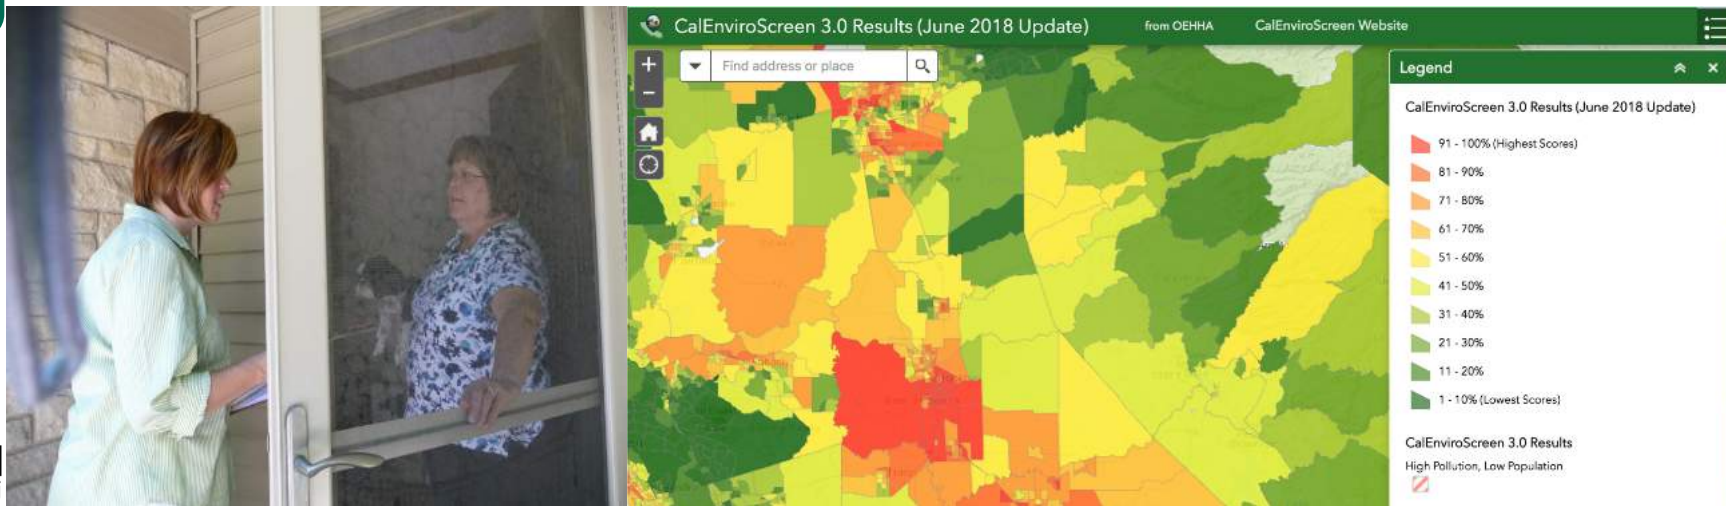 CalEnviroScreen 3.0 Results (June 2018 Update)
from OEHHA
CalEnviroScreen Website
+
Find address or place
−
Legend
CalEnviroScreen 3.0 Results (June 2018 Update)
91 - 100% (Highest Scores)
81 - 90%
71 - 80%
61 - 70%
51 - 60%
41 - 50%
31 - 40%
21 - 30%
11 - 20%
1 - 10% (Lowest Scores)
CalEnviroScreen 3.0 Results
High Pollution, Low Population